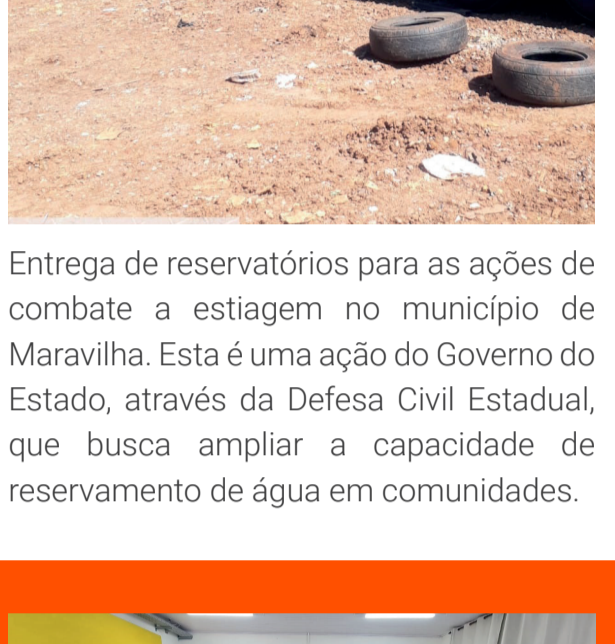 Entrega de reservatórios para as ações de
combate a estiagem no município de
Maravilha. Esta é uma ação do Governo do
Estado, através da Defesa Civil Estadual,
que busca ampliar a capacidade de
reservamento de água em comunidades.